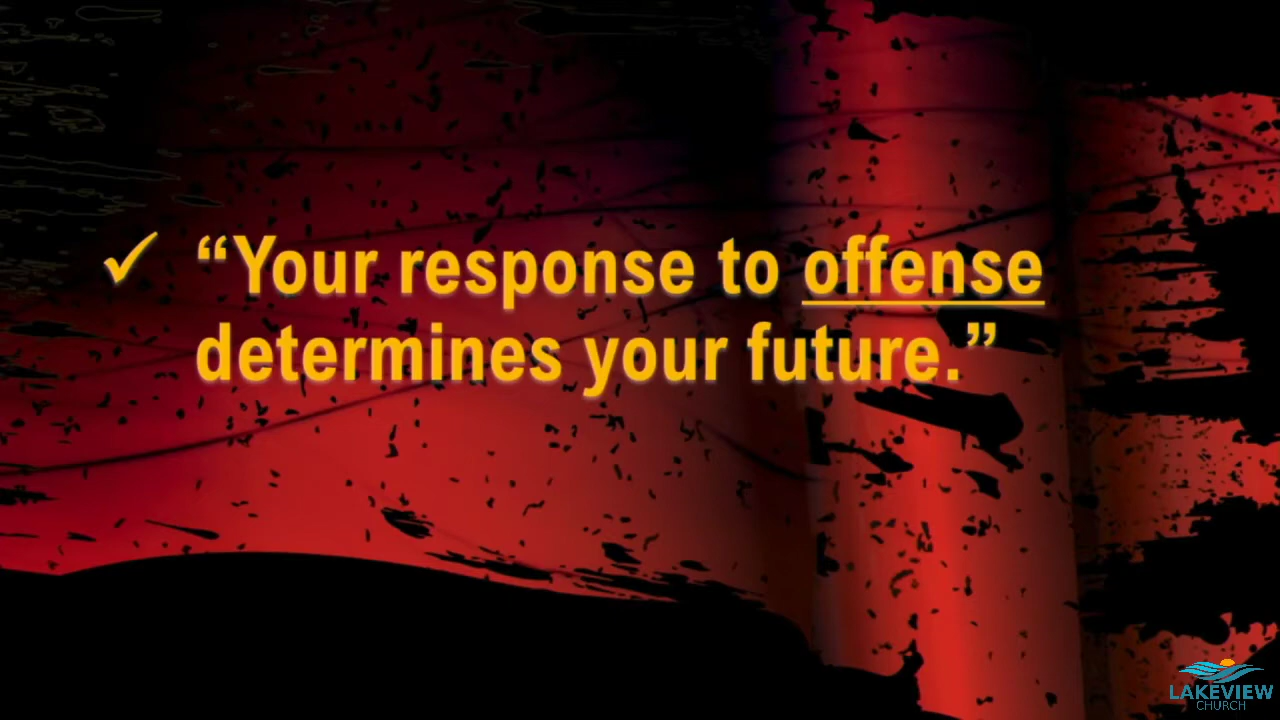 ✓ “Your response to offense
determines your future.”
LAKEVIEW
CHURCH